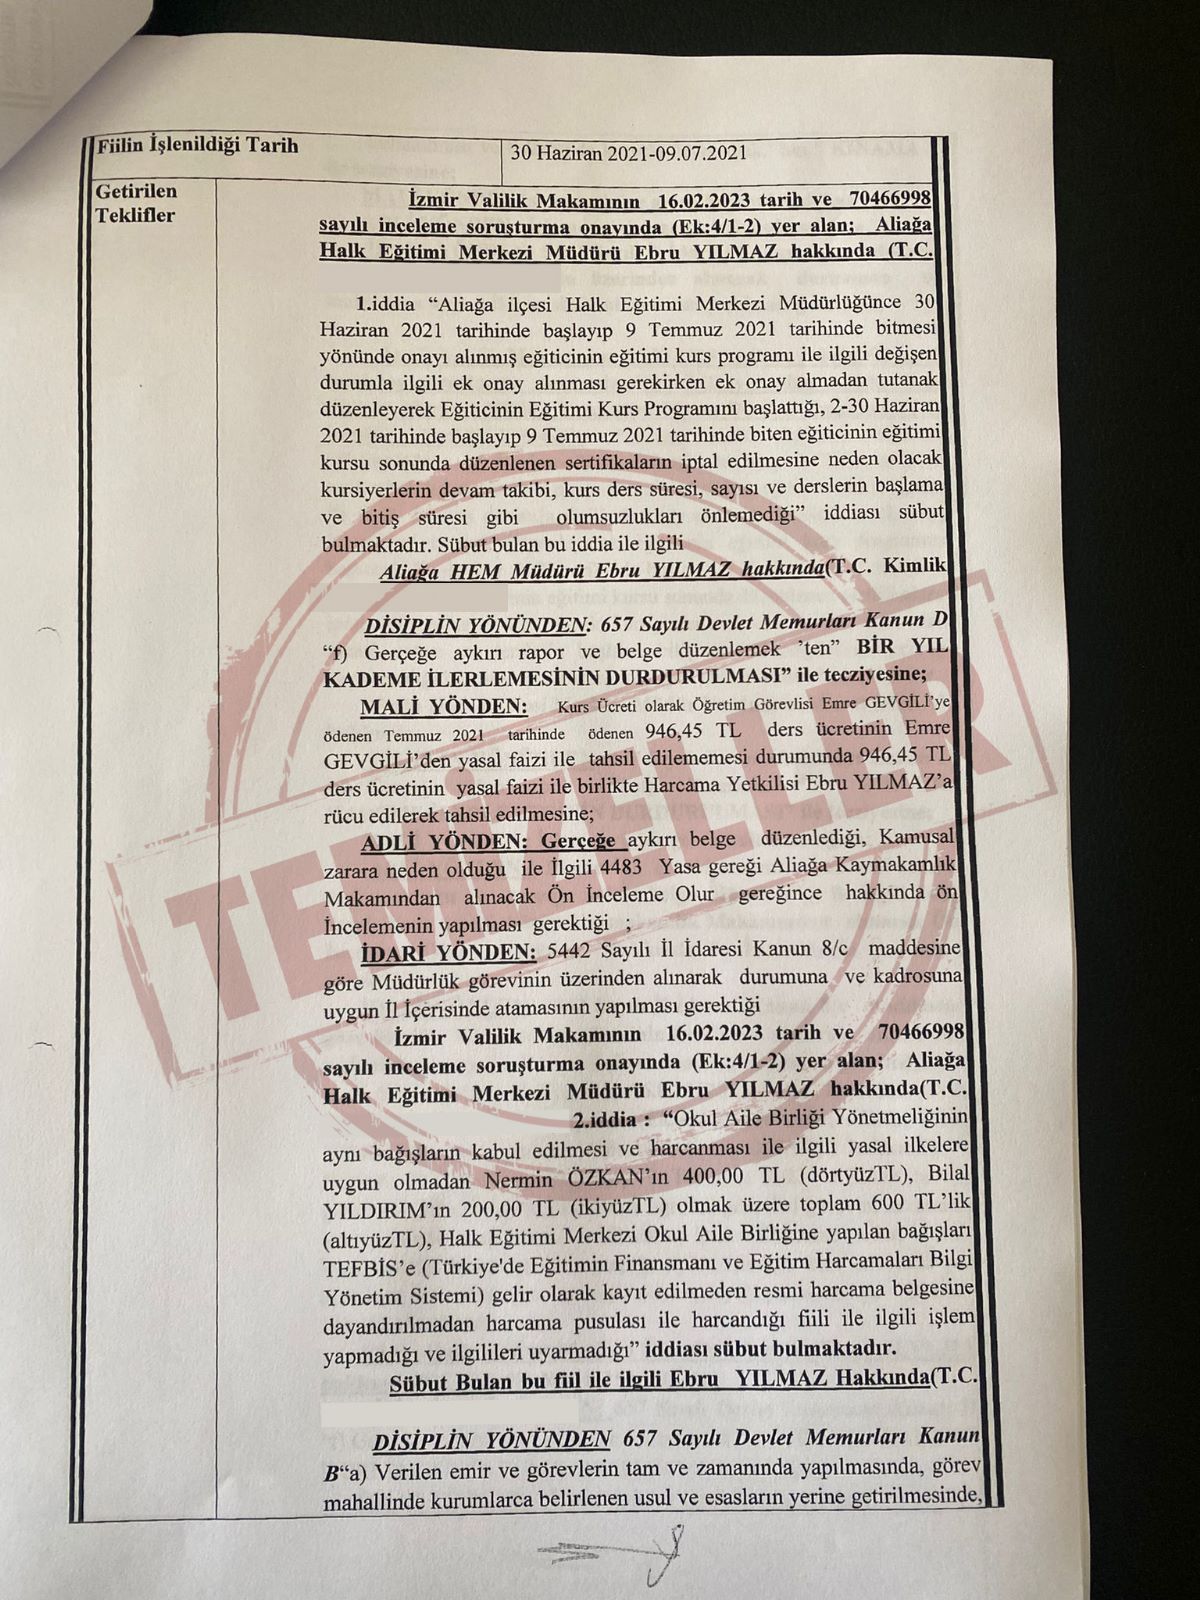 Fiilin İşlenildiği Tarih
30 Haziran 2021-09.07.2021
Getirilen
Teklifler
İzmir Valilik Makamının 16.02.2023 tarih ve 70466998
sayılı inceleme soruşturma onayında (Ek:4/1-2) yer alan; Aliağa
Halk Eğitimi Merkezi Müdürü Ebru YILMAZ hakkında (T.C.
1.iddia “Aliağa ilçesi Halk Eğitimi Merkezi Müdürlüğünce 30
Haziran 2021 tarihinde başlayıp 9 Temmuz 2021 tarihinde bitmesi
yönünde onayı alınmış eğiticinin eğitimi kurs programı ile ilgili değişen
durumla ilgili ek onay alınması gerekirken ek onay almadan tutanak
düzenleyerek Eğiticinin Eğitimi Kurs Programını başlattığı, 2-30 Haziran
2021 tarihinde başlayıp 9 Temmuz 2021 tarihinde biten eğiticinin eğitimi
kursu sonunda düzenlenen sertifikaların iptal edilmesine neden olacak
kursiyerlerin devam takibi, kurs ders süresi, sayısı ve derslerin başlama
ve bitiş süresi gibi olumsuzlukları önlemediği” iddiası sübut
bulmaktadır. Sübut bulan bu iddia ile ilgili
Aliağa HEM Müdürü Ebru YILMAZ hakkında(T.C. Kimlik
DİSİPLİN YÖNÜNDEN: 657 Sayılı Devlet Memurları Kanun D
“f) Gerçeğe aykırı rapor ve belge düzenlemek ’ten” BİR YIL
KADEME İLERLEMESİNİN DURDURULMASI” ile tecziyesine;
MALİ YÖNDEN: Kurs Ücreti olarak Öğretim Görevlisi Emre GEVGİLİ’ye
ödenen Temmuz 2021 tarihinde ödenen 946,45 TL ders ücretinin Emre
GEVGİLİ’den yasal faizi ile tahsil edilememesi durumunda 946,45 TL
ders ücretinin yasal faizi ile birlikte Harcama Yetkilisi Ebru YILMAZ’a
rücu edilerek tahsil edilmesine;
ADLİ YÖNDEN: Gerçeğe aykırı belge düzenlediği, Kamusal
zarara neden olduğu ile İlgili 4483 Yasa gereği Aliağa Kaymakamlık
Makamından alınacak Ön İnceleme Olur gereğince hakkında ön
İncelemenin yapılması gerektiği ;
İDARİ YÖNDEN: 5442 Sayılı İl İdaresi Kanun 8/c maddesine
göre Müdürlük görevinin üzerinden alınarak durumuna ve kadrosuna
uygun İl İçerisinde atamasının yapılması gerektiği
İzmir Valilik Makamının 16.02.2023 tarih ve 70466998
sayılı inceleme soruşturma onayında (Ek:4/1-2) yer alan; Aliağa
Halk Eğitimi Merkezi Müdürü Ebru YILMAZ hakkında(T.C.
2.iddia : “Okul Aile Birliği Yönetmeliğinin
aynı bağışların kabul edilmesi ve harcanması ile ilgili yasal ilkelere
uygun olmadan Nermin ÖZKAN’ın 400,00 TL (dörtyüzTL), Bilal
YILDIRIM’ın 200,00 TL (ikiyüzTL) olmak üzere toplam 600 TL’lik
(altıyüzTL), Halk Eğitimi Merkezi Okul Aile Birliğine yapılan bağışları
TEFBİS’e (Türkiye'de Eğitimin Finansmanı ve Eğitim Harcamaları Bilgi
Yönetim Sistemi) gelir olarak kayıt edilmeden resmi harcama belgesine
dayandırılmadan harcama pusulası ile harcandığı fiili ile ilgili işlem
yapmadığı ve ilgilileri uyarmadığı” iddiası sübut bulmaktadır.
Sübut Bulan bu fiil ile ilgili Ebru YILMAZ Hakkında(T.C.
DİSİPLİN YÖNÜNDEN 657 Sayılı Devlet Memurları Kanun
B“a) Verilen emir ve görevlerin tam ve zamanında yapılmasında, görev
mahallinde kurumlarca belirlenen usul ve esasların yerine getirilmesinde,
TEMİZELLER